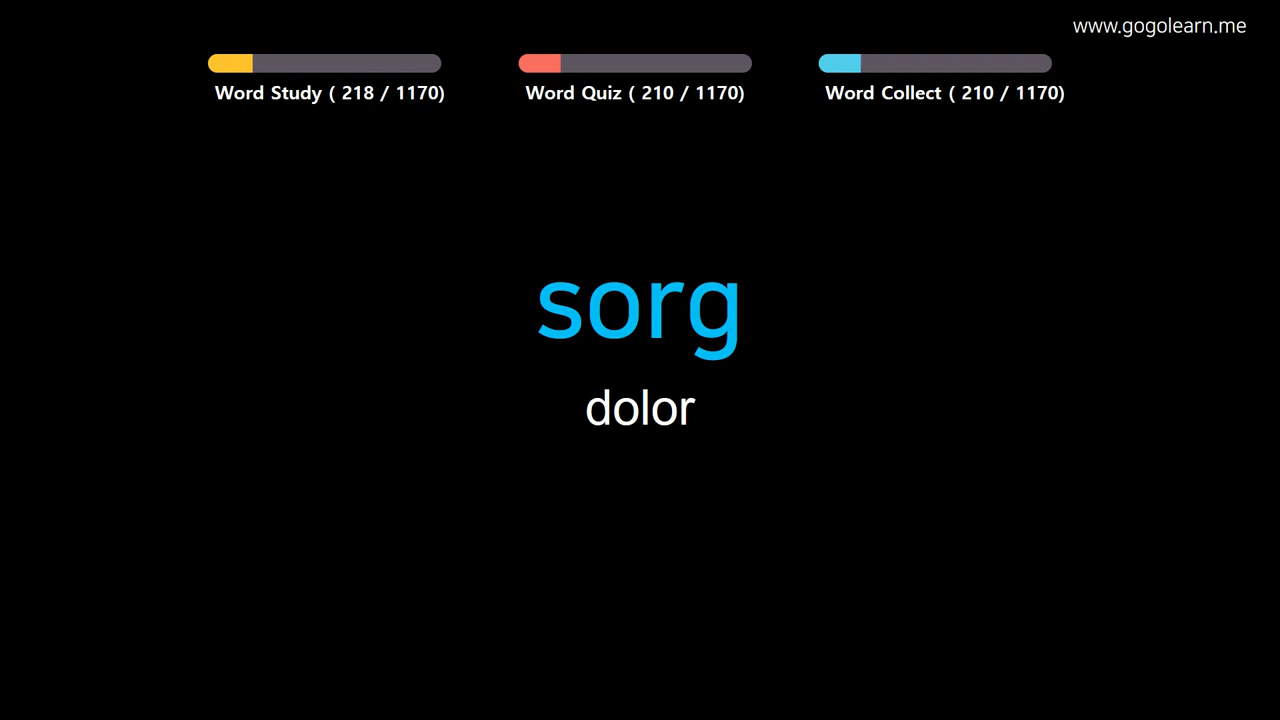 www.gogolearn.me
Word Study ( 218 / 1170)
Word Quiz ( 210 / 1170)
Word Collect ( 210 / 1170)
sorg
dolor